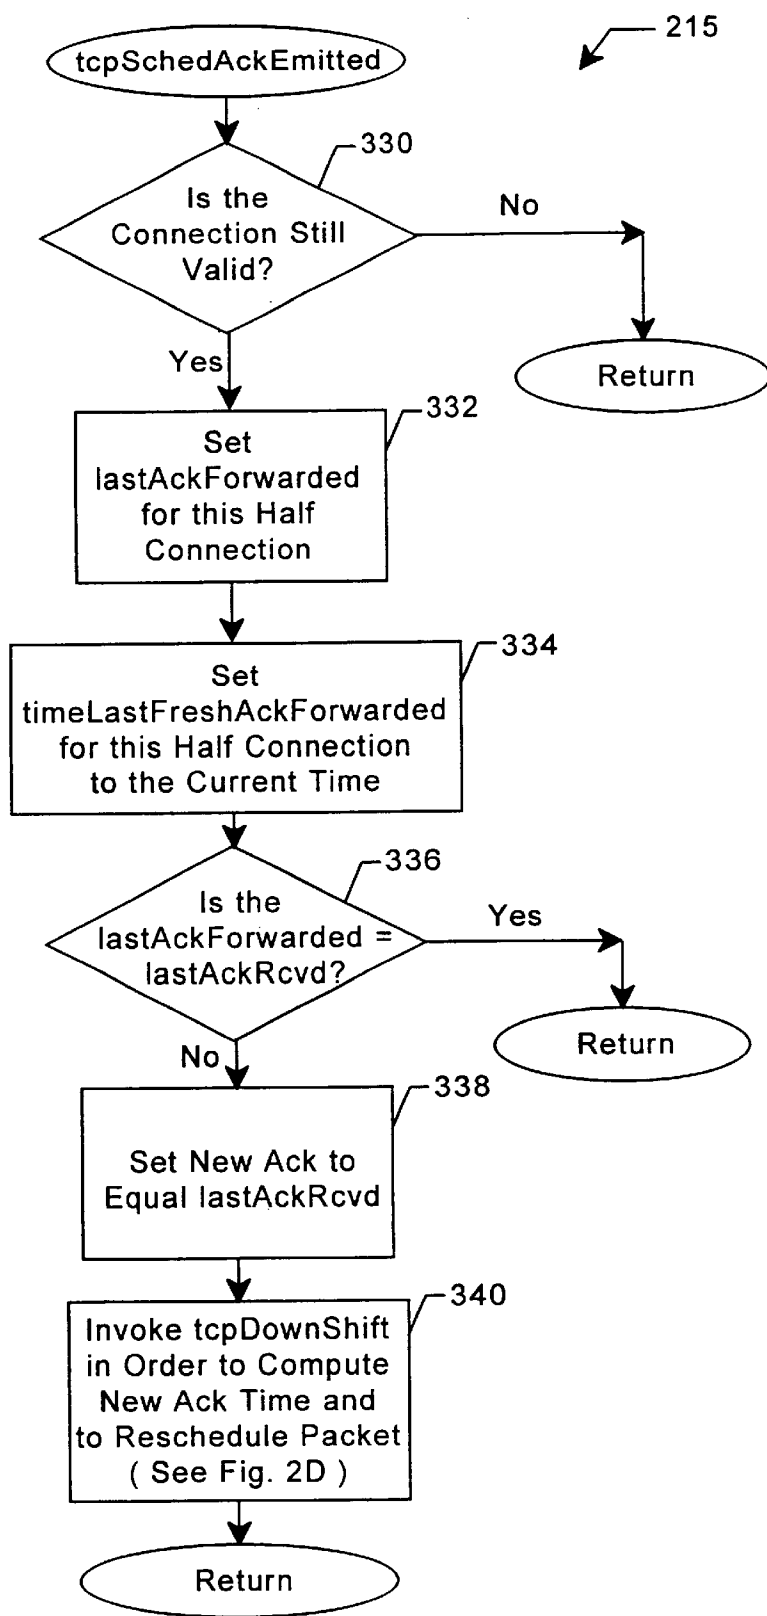 215
tcpSchedAckEmitted
330
Is the
Connection Still
Valid?
No
Return
Yes
332
Set
lastAckForwarded
for this Half
Connection
334
Set
timeLastFreshAckForwarded
for this Half Connection
to the Current Time
336
Is the
lastAckForwarded =
lastAckRcvd?
Yes
Return
No
338
Set New Ack to
Equal lastAckRcvd
340
Invoke tcpDownShift
in Order to Compute
New Ack Time and
to Reschedule Packet
( See Fig. 2D )
Return